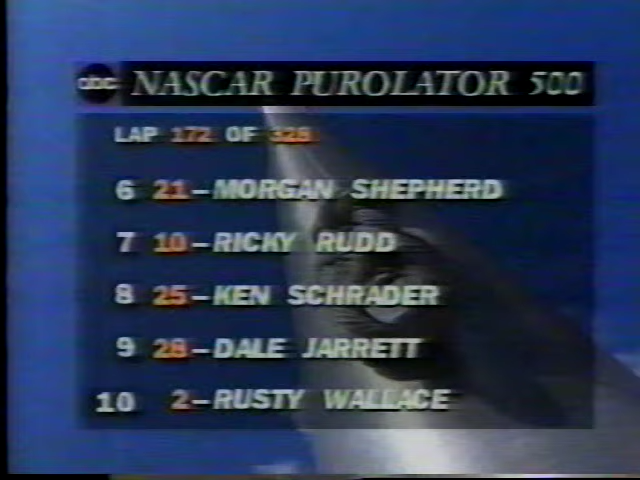 abc NASCAR PUROLATOR 500
LAP 172 OF 328
6 21-MORGAN SHEPHERD
7 10-RICKY RUDD
8 25-KEN SCHRADER
9 28-DALE JARRETT
10 2-RUSTY WALLACE